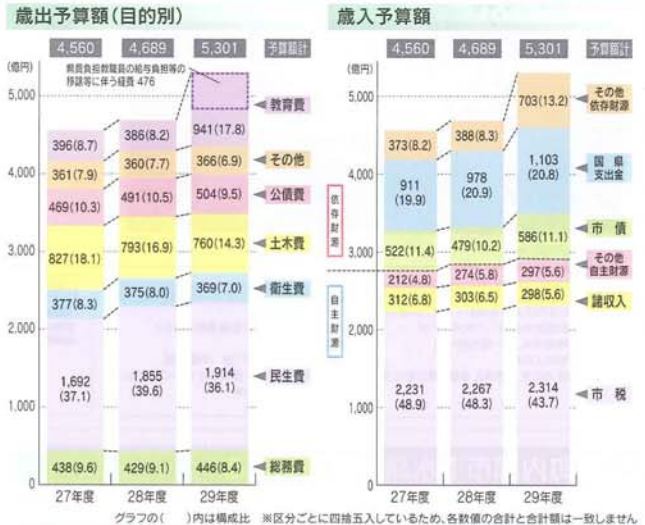 歳出予算額(目的別)
4,560 4,689 5,301 予算額計
(億円)
県費負担教職員の給与負担等の
移譲等に伴う経費 476
5,000
396(8.7) 386(8.2) 941(17.8) 教育費
361(7.9) 360(7.7) 366(6.9) その他
4,000
469(10.3) 491(10.5) 504(9.5) 公債費
827(18.1) 793(16.9) 760(14.3) 土木費
3,000
377(8.3) 375(8.0) 369(7.0) 衛生費
2,000
1,692 1,855 1,914 民生費
(37.1) (39.6) (36.1)
1,000
438(9.6) 429(9.1) 446(8.4) 総務費
0
27年度 28年度 29年度
歳入予算額
4,560 4,689 5,301 予算額計
(億円)
5,000
373(8.2) 388(8.3) 703(13.2) その他
依存財源
4,000
911 978 1,103 国県
(19.9) (20.9) (20.8) 支出金
依存財源
522(11.4) 479(10.2) 586(11.1) 市債
3,000
212(4.8) 274(5.8) 297(5.6) その他
自主財源
312(6.8) 303(6.5) 298(5.6) 諸収入
自主財源
2,000
2,231 2,267 2,314 市税
(48.9) (48.3) (43.7)
1,000
0
27年度 28年度 29年度
グラフの( )内は構成比 ※区分ごとに四捨五入しているため、各数値の合計と合計額は一致しません